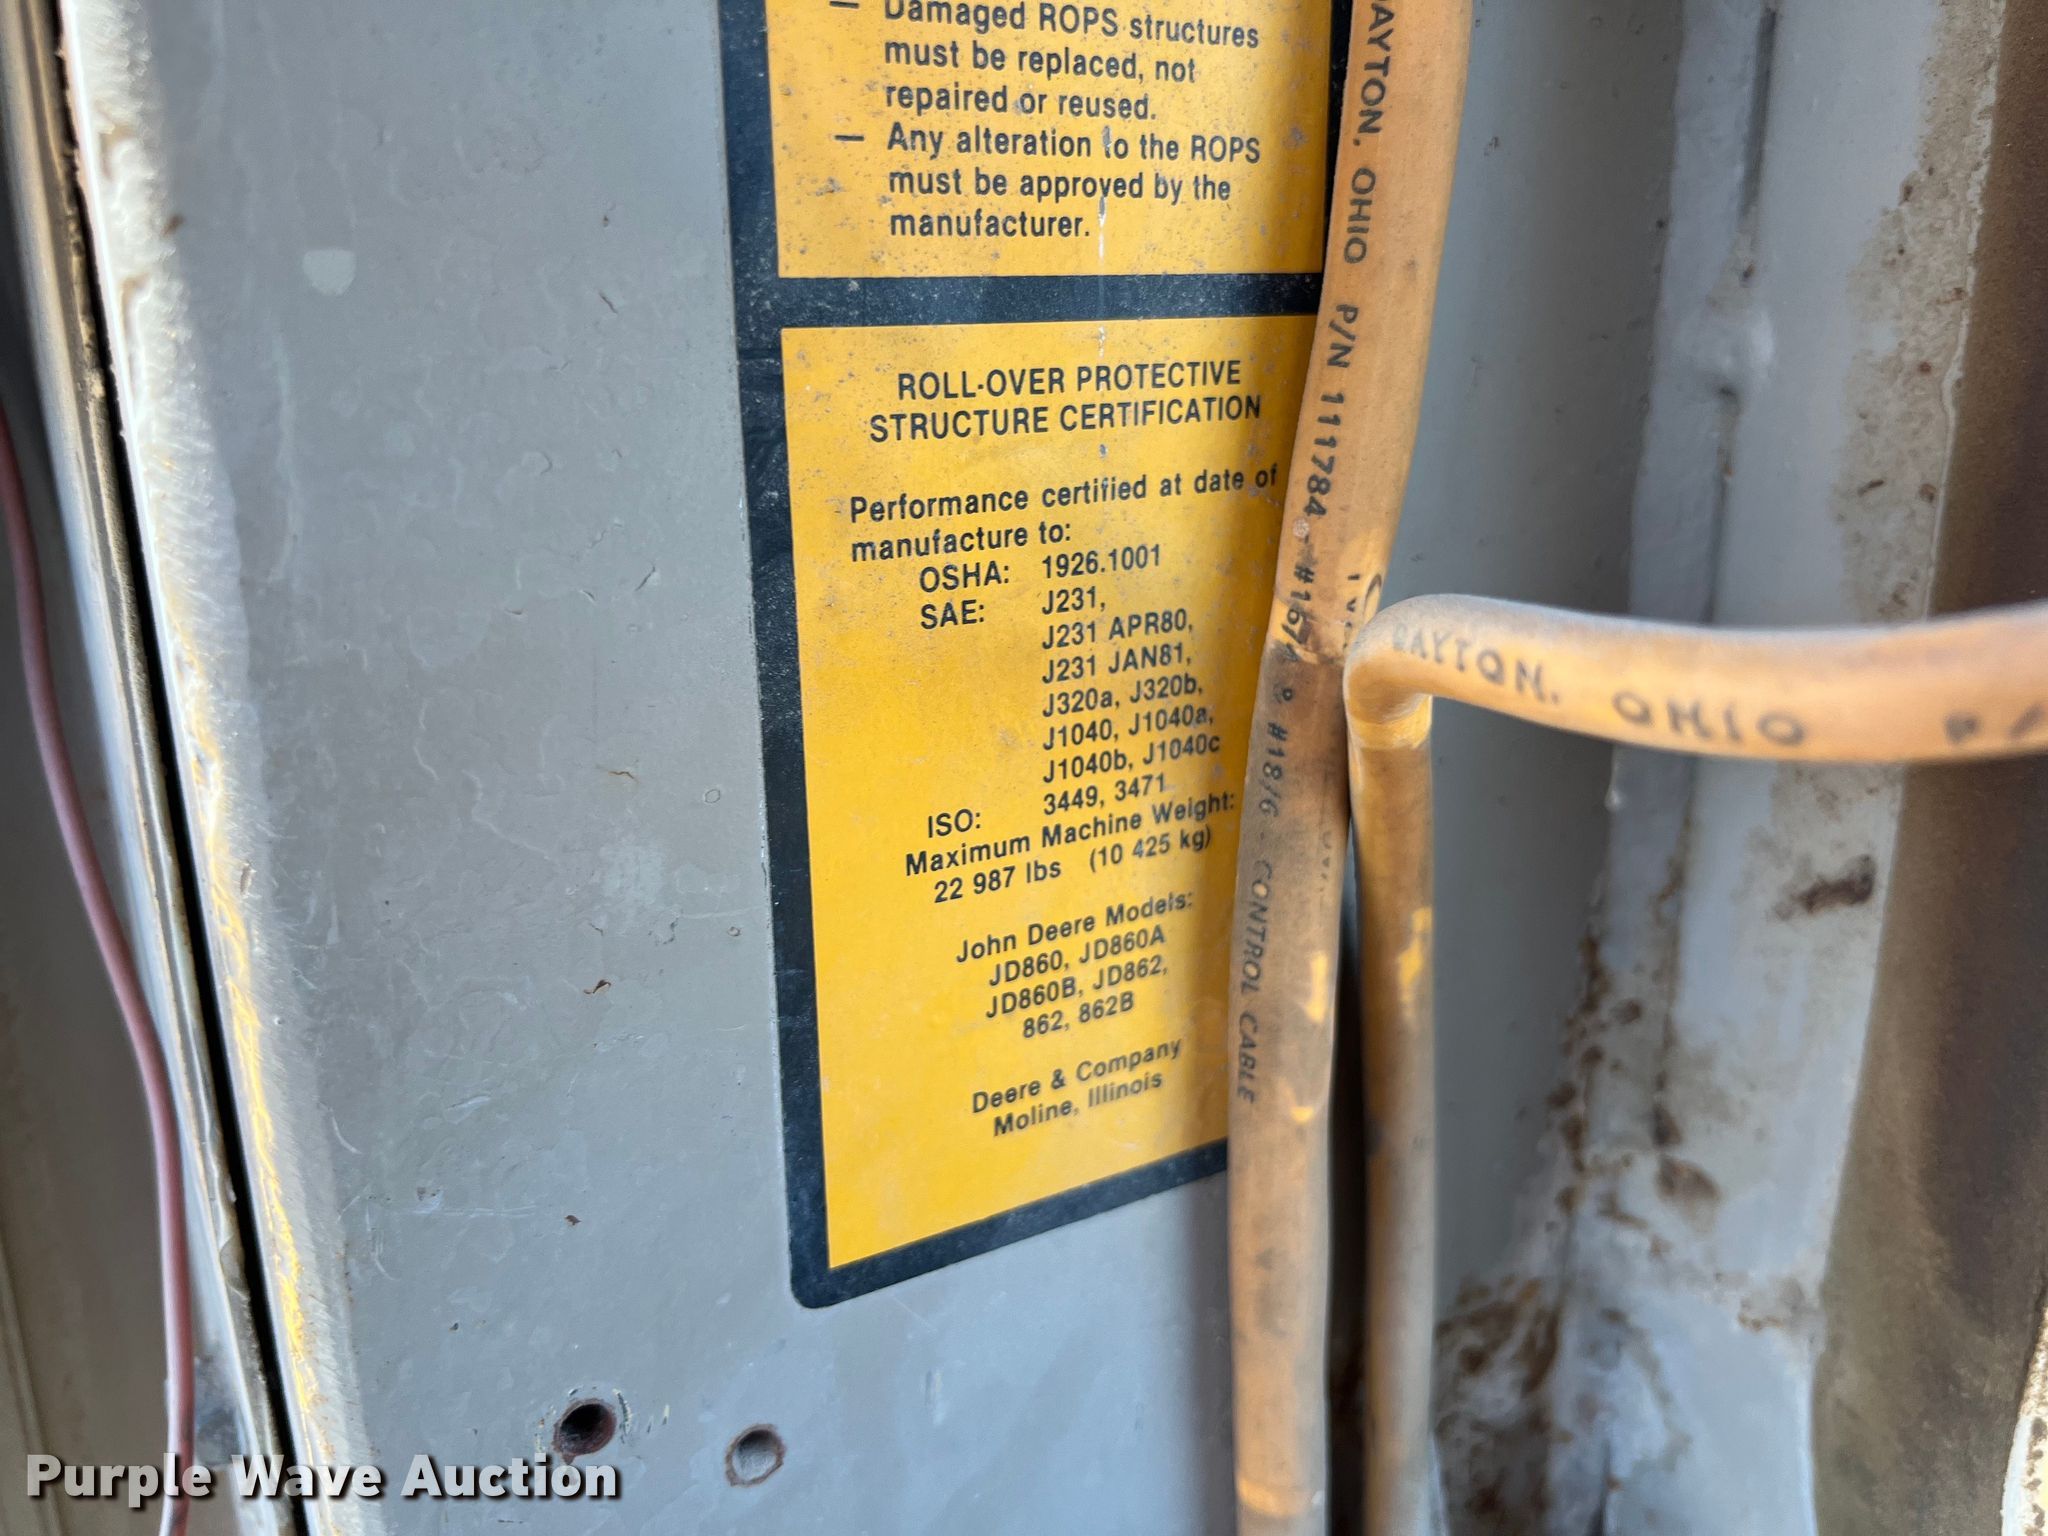 — Damaged ROPS structures
must be replaced, not
repaired or reused.
— Any alteration to the ROPS
must be approved by the
manufacturer.
ROLL-OVER PROTECTIVE
STRUCTURE CERTIFICATION
Performance certified at date of
manufacture to:
OSHA: 1926.1001
SAE: J231,
J231 APR80,
J231 JAN81,
J320a, J320b,
J1040, J1040a,
J1040b, J1040c
ISO: 3449, 3471
Maximum Machine Weight:
22 987 lbs (10 425 kg)
John Deere Models:
JD860, JD860A
JD860B, JD862,
862, 862B
Deere & Company
Moline, Illinois
DAYTON, OHIO P/N 111784 & #18/6 - CONTROL CABLE
DAYTON, OHIO
Purple Wave Auction